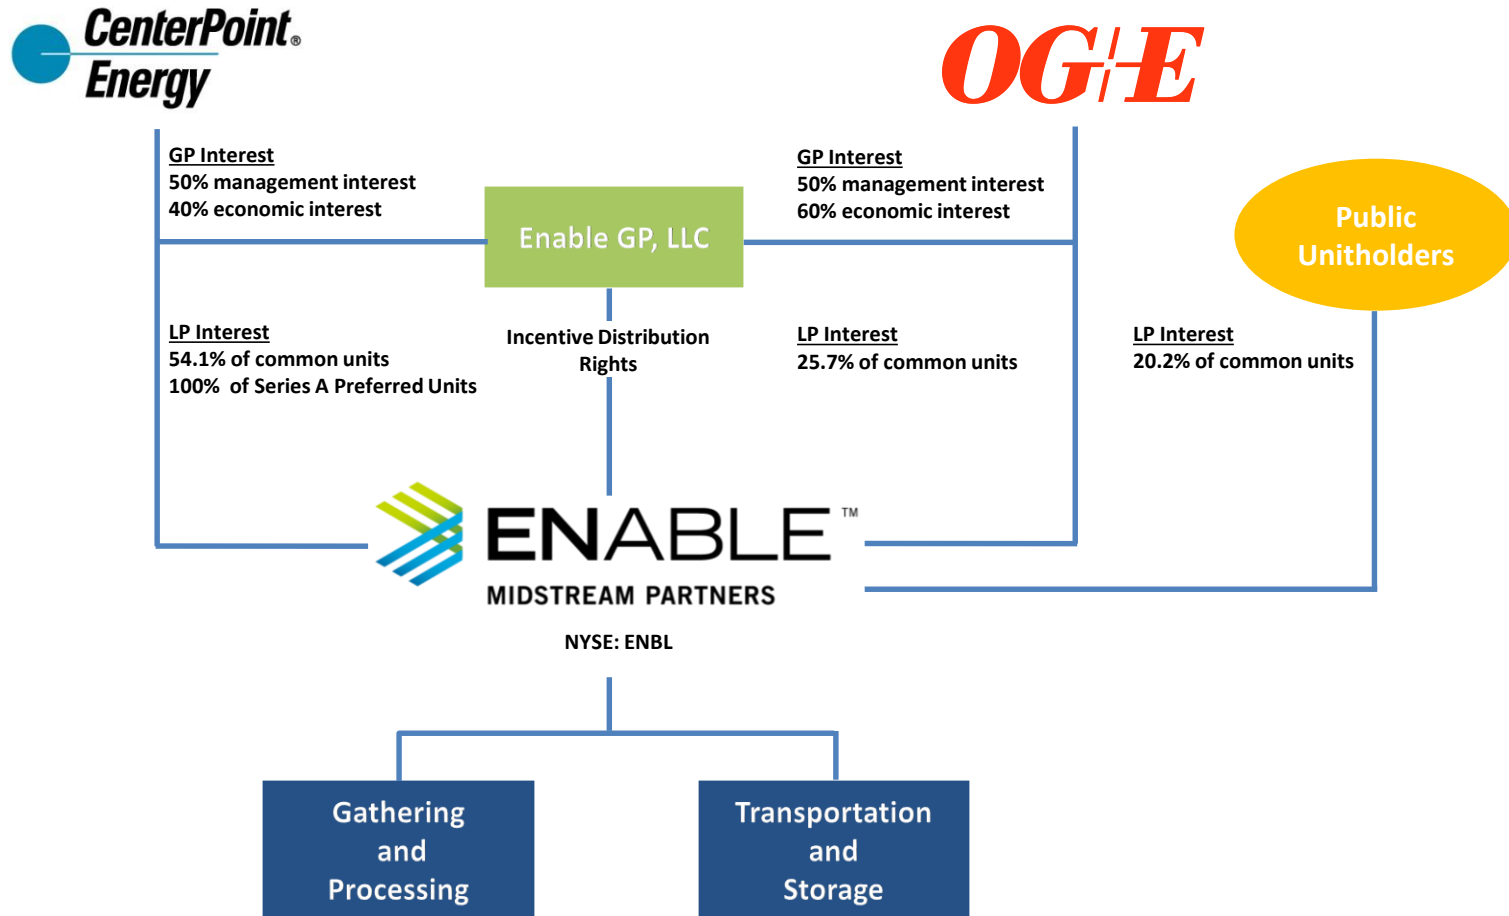 CenterPoint®
Energy
OG+E
GP Interest
50% management interest
40% economic interest
GP Interest
50% management interest
60% economic interest
Enable GP, LLC
Public
Unitholders
LP Interest
54.1% of common units
100% of Series A Preferred Units
Incentive Distribution
Rights
LP Interest
25.7% of common units
LP Interest
20.2% of common units
ENABLE™
MIDSTREAM PARTNERS
NYSE: ENBL
Gathering
and
Processing
Transportation
and
Storage